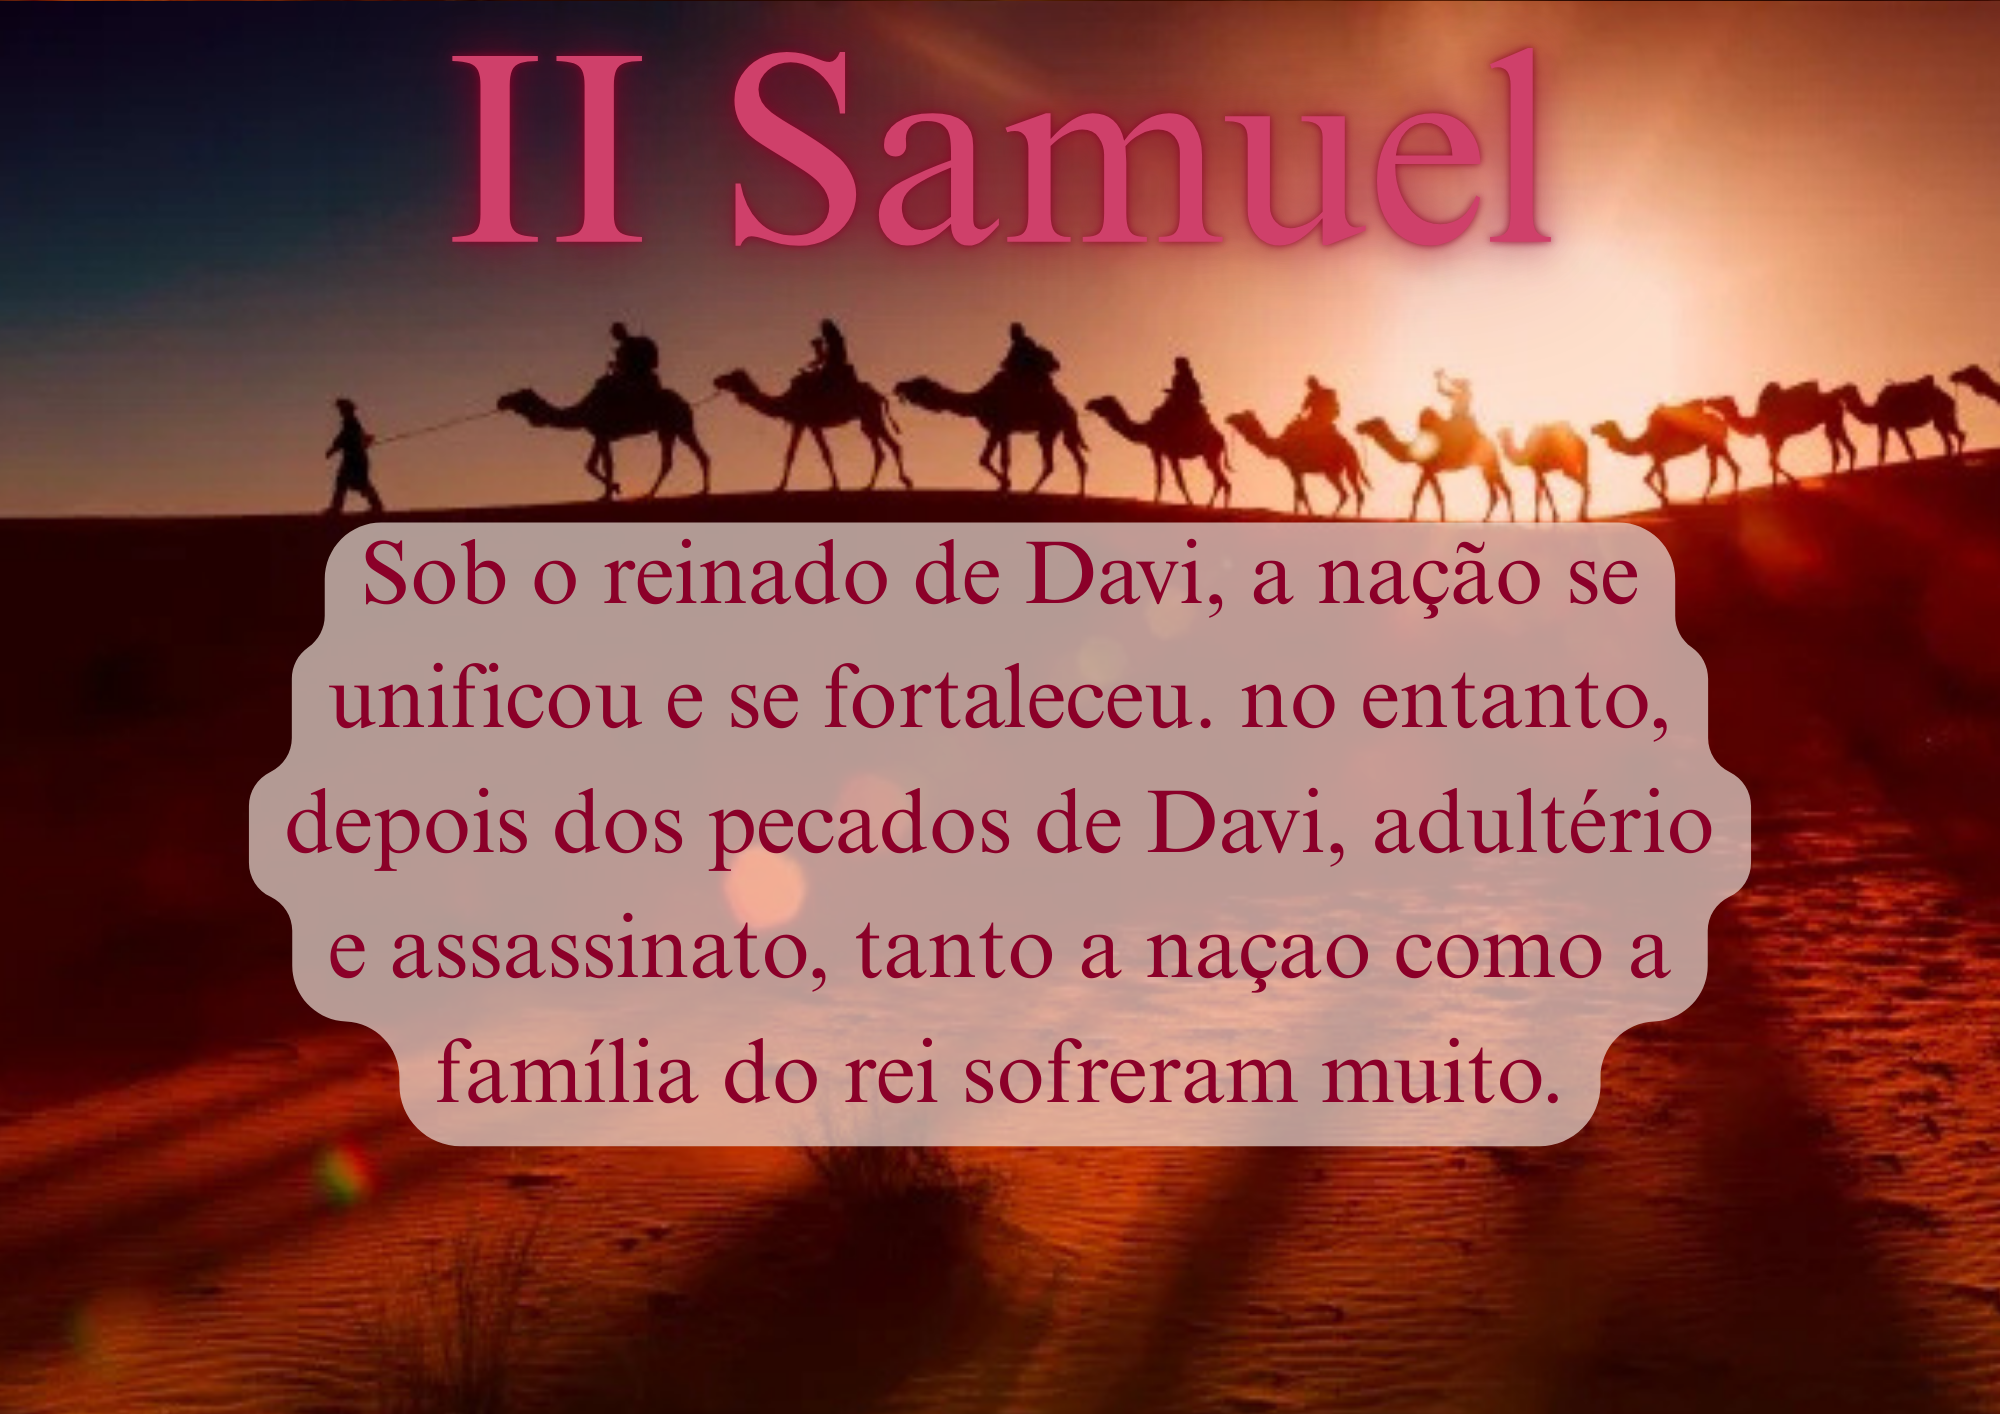 II Samuel
Sob o reinado de Davi, a nação se
unificou e se fortaleceu. no entanto,
depois dos pecados de Davi, adultério
e assassinato, tanto a naçao como a
família do rei sofreram muito.